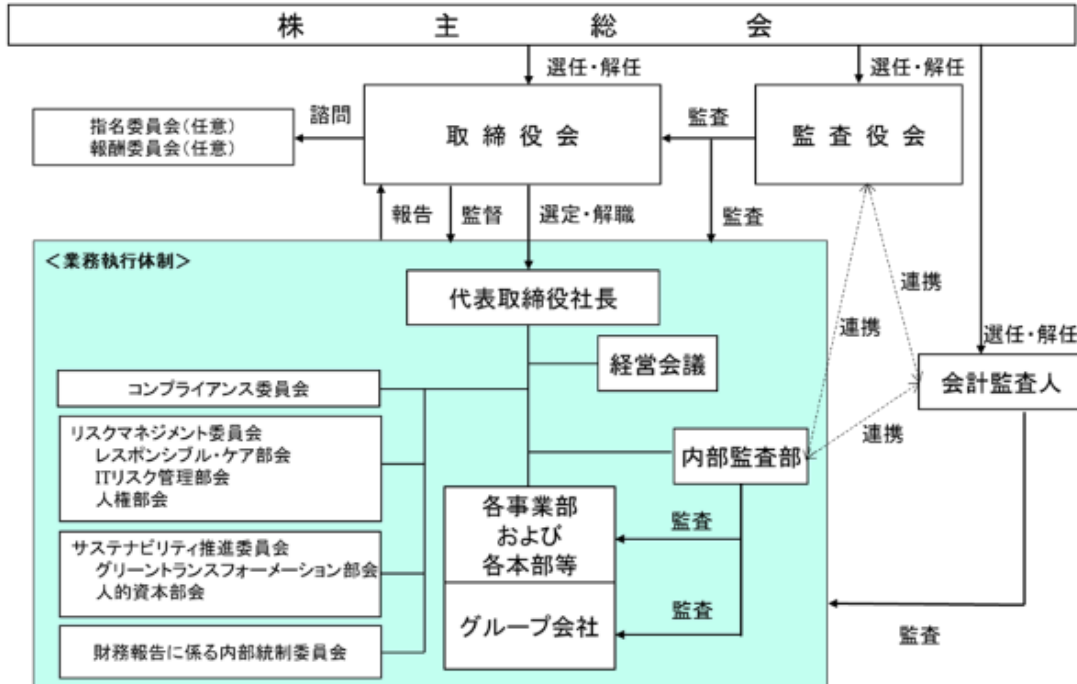 株主総会
選任・解任
選任・解任
諮問
指名委員会（任意）
報酬委員会（任意）
取締役会
監査
監査役会
報告
監督
選定・解職
監査
＜業務執行体制＞
代表取締役社長
連携
連携
選任・解任
経営会議
会計監査人
コンプライアンス委員会
連携
リスクマネジメント委員会
レスポンシブル・ケア部会
ITリスク管理部会
人権部会
内部監査部
各事業部
および
各本部等
監査
サステナビリティ推進委員会
グリーントランスフォーメーション部会
人的資本部会
グループ会社
監査
監査
財務報告に係る内部統制委員会